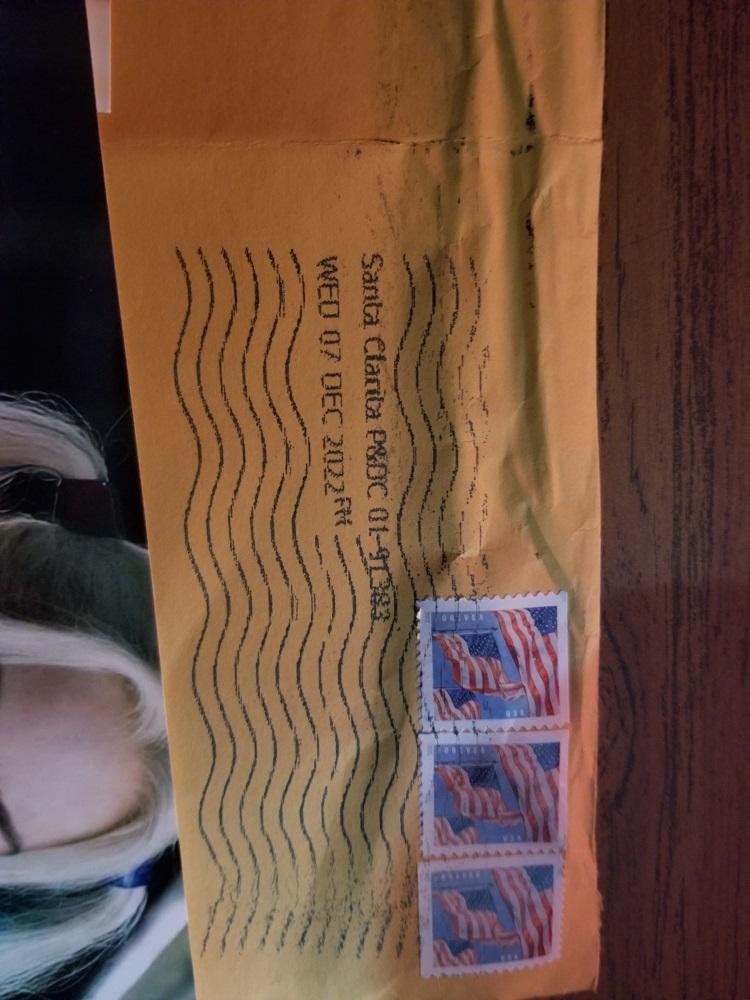 Santa Clarita P&DC 01-91383
WED 07 DEC 2022 PM
FOREVER
USA
FOREVER
USA
FOREVER
USA